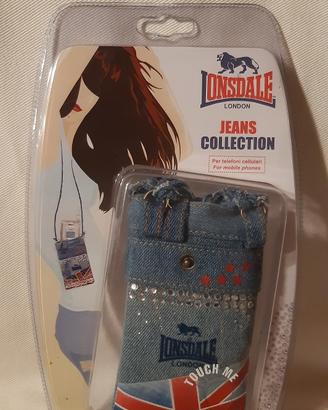 LONSDALE
LONDON
JEANS
COLLECTION
Per telefoni cellulari
For mobile phones
LONSDALE
LONDON
TOUCH ME